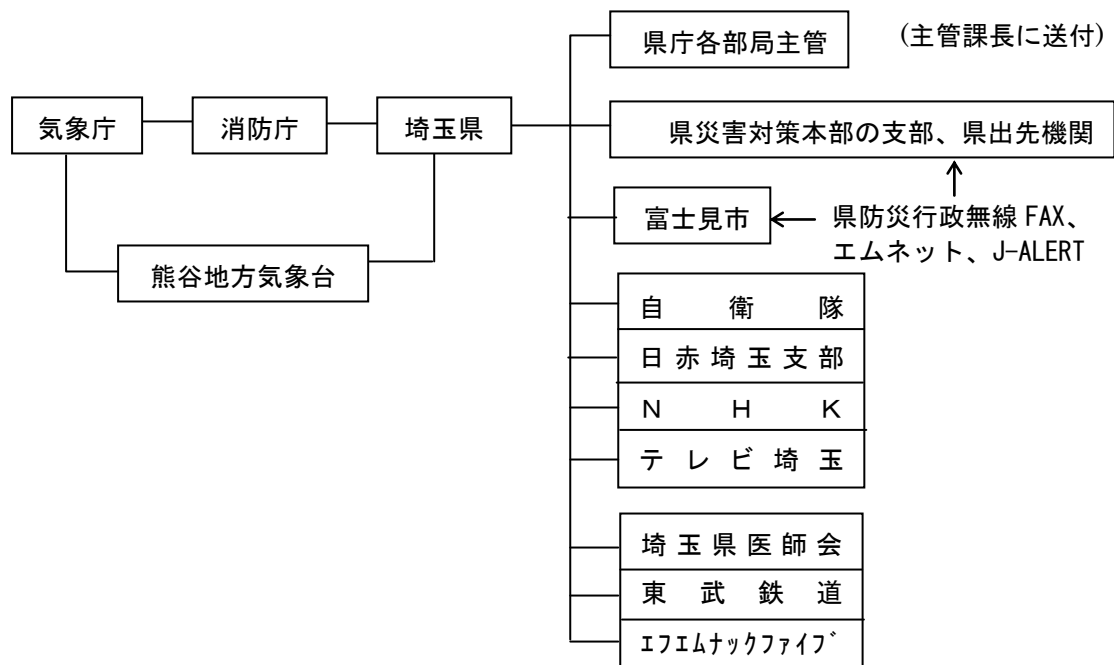 県庁各部局主管
(主管課長に送付)
気象庁
消防庁
埼玉県
県災害対策本部の支部、県出先機関
富士見市
県防災行政無線 FAX、
エムネット、J-ALERT
熊谷地方気象台
自衛隊
日赤埼玉支部
NHK
テレビ埼玉
埼玉県医師会
東武鉄道
エフエムナックファイブ